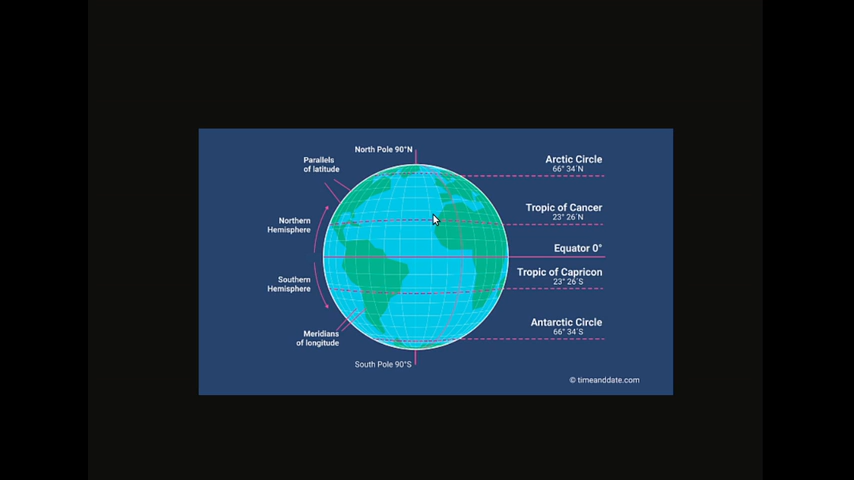 North Pole 90°N
Parallels
of latitude
Arctic Circle
66° 34´N
Tropic of Cancer
23° 26´N
Northern
Hemisphere
Equator 0°
Tropic of Capricon
23° 26´S
Southern
Hemisphere
Antarctic Circle
66° 34´S
Meridians
of longitude
South Pole 90°S
© timeanddate.com